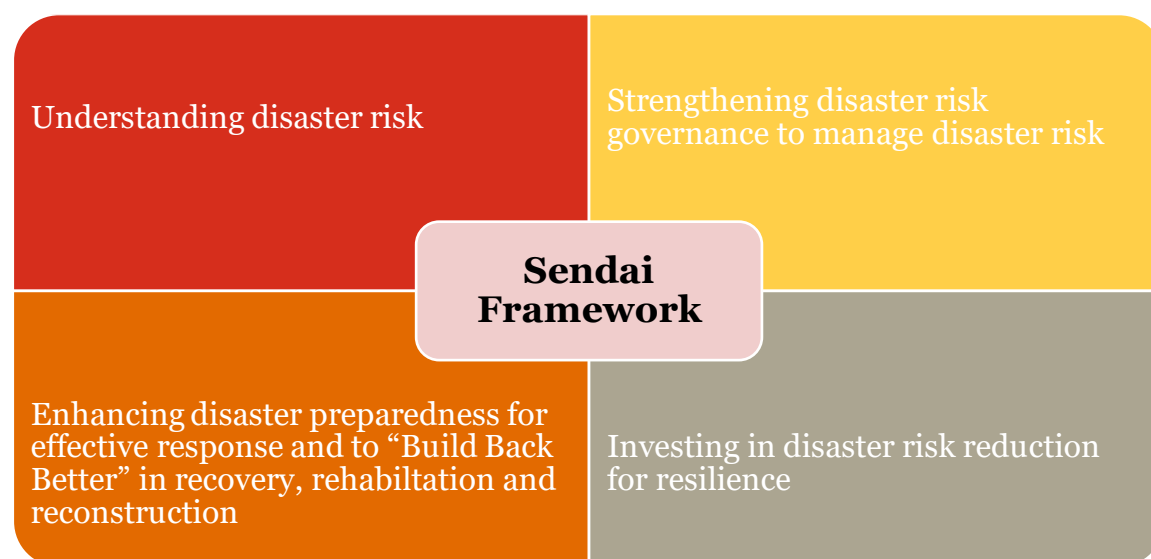 Understanding disaster risk
Strengthening disaster risk
governance to manage disaster risk
Sendai
Framework
Enhancing disaster preparedness for
effective response and to “Build Back
Better” in recovery, rehabiltation and
reconstruction
Investing in disaster risk reduction
for resilience